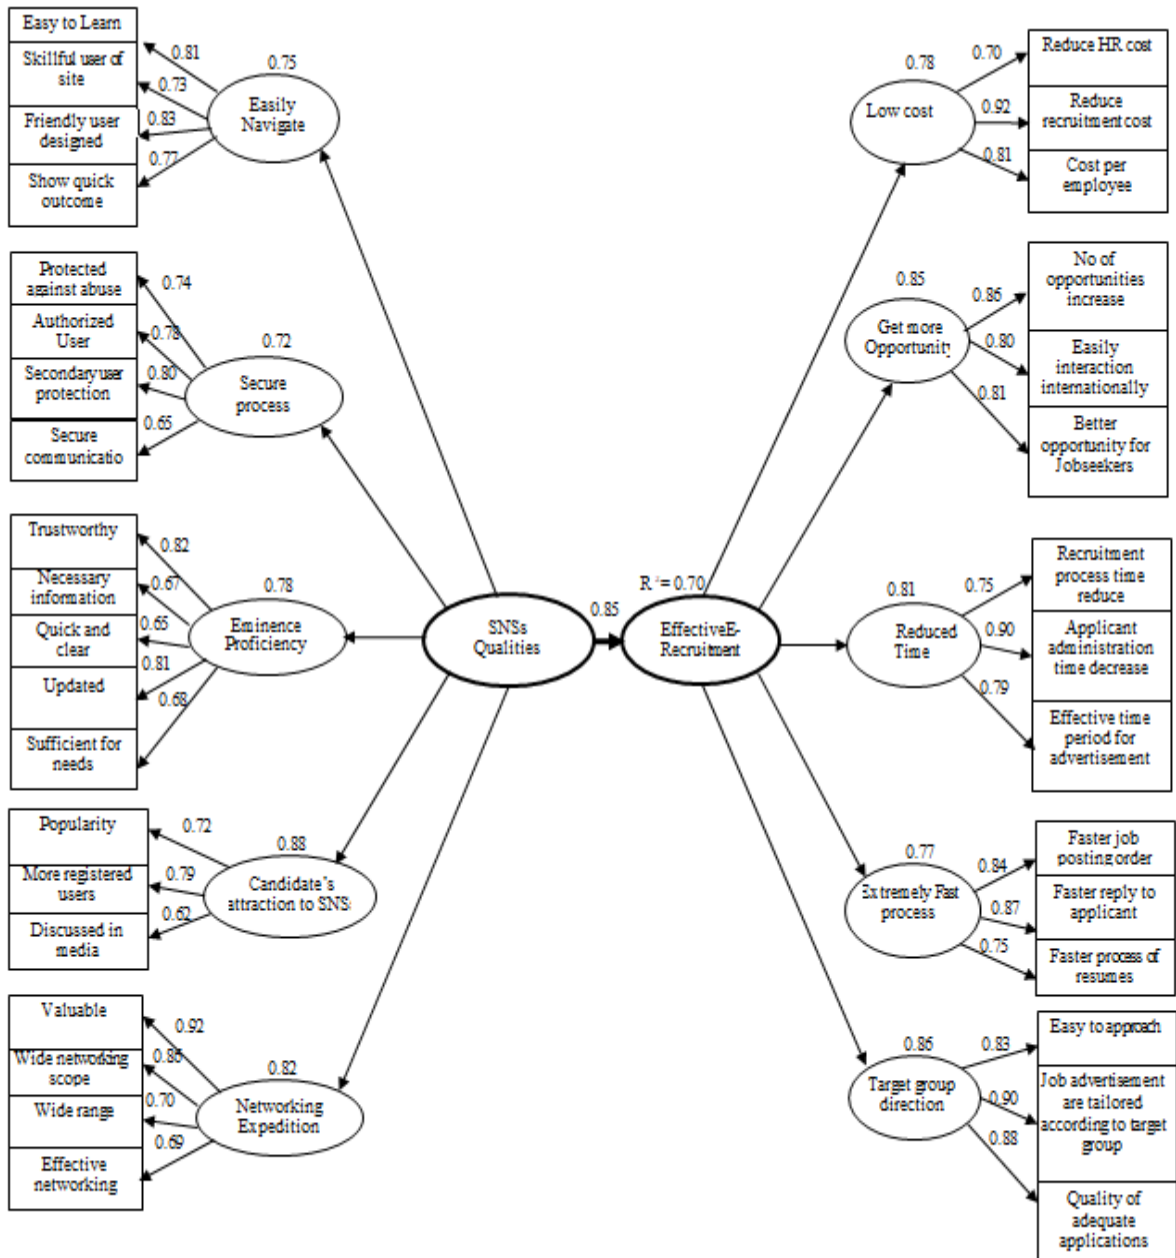 Easy to Learn
Skillful user of
site
Friendly user
designed
Show quick
outcome
0.81
0.73
0.83
0.77
0.75
Easily
Navigate
Protected
against abuse
Authorized
User
Secondary user
protection
Secure
communicatio
0.74
0.78
0.80
0.65
0.72
Secure
process
Trustworthy
Necessary
information
Quick and
clear
Updated
Sufficient for
needs
0.82
0.67
0.65
0.81
0.68
0.78
Eminence
Proficiency
Popularity
More registered
users
Discussed in
media
0.72
0.79
0.62
0.88
Candidate's
attraction to SNS
Valuable
Wide networking
scope
Wide range
Effective
networking
0.92
0.86
0.70
0.69
0.82
Networking
Expedition
SNSs
Qualities
0.85
R²= 0.70
Effective E-
Recruitment
0.78
Low cost
0.70
0.92
0.81
Reduce HR cost
Reduce
recruitment cost
Cost per
employee
0.85
Get more
Opportunity
0.86
0.80
0.81
No of
opportunities
increase
Easily
interaction
internationally
Better
opportunity for
Jobseekers
0.81
Reduced
Time
0.75
0.90
0.79
Recruitment
process time
reduce
Applicant
administration
time decrease
Effective time
period for
advertisement
0.77
Extremely Fast
process
0.84
0.87
0.75
Faster job
posting order
Faster reply to
applicant
Faster process of
resumes
0.86
Target group
direction
0.83
0.90
0.88
Easy to approach
Job advertisement
are tailored
according to target
group
Quality of
adequate
applications